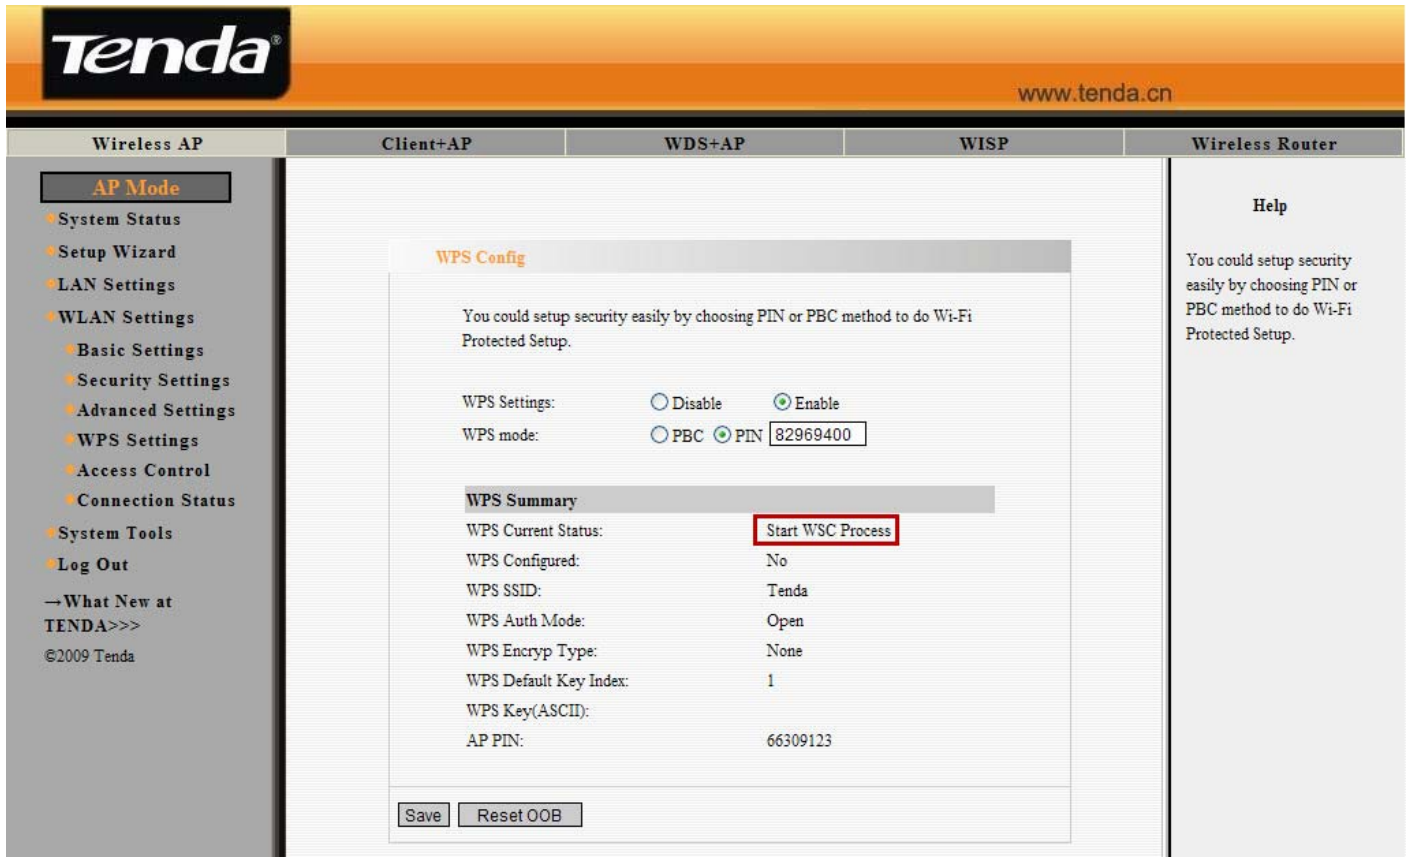 Tenda®
www.tenda.cn
Wireless AP
Client+AP
WDS+AP
WISP
Wireless Router
AP Mode
System Status
Setup Wizard
LAN Settings
WLAN Settings
Basic Settings
Security Settings
Advanced Settings
WPS Settings
Access Control
Connection Status
System Tools
Log Out
→What New at
TENDA>>>
©2009 Tenda
WPS Config
You could setup security easily by choosing PIN or PBC method to do Wi-Fi
Protected Setup.
WPS Settings: Disable Enable
WPS mode: PBC PIN 82969400
WPS Summary
WPS Current Status: Start WSC Process
WPS Configured: No
WPS SSID: Tenda
WPS Auth Mode: Open
WPS Encryp Type: None
WPS Default Key Index: 1
WPS Key(ASCII):
AP PIN: 66309123
Save Reset OOB
Help
You could setup security
easily by choosing PIN or
PBC method to do Wi-Fi
Protected Setup.